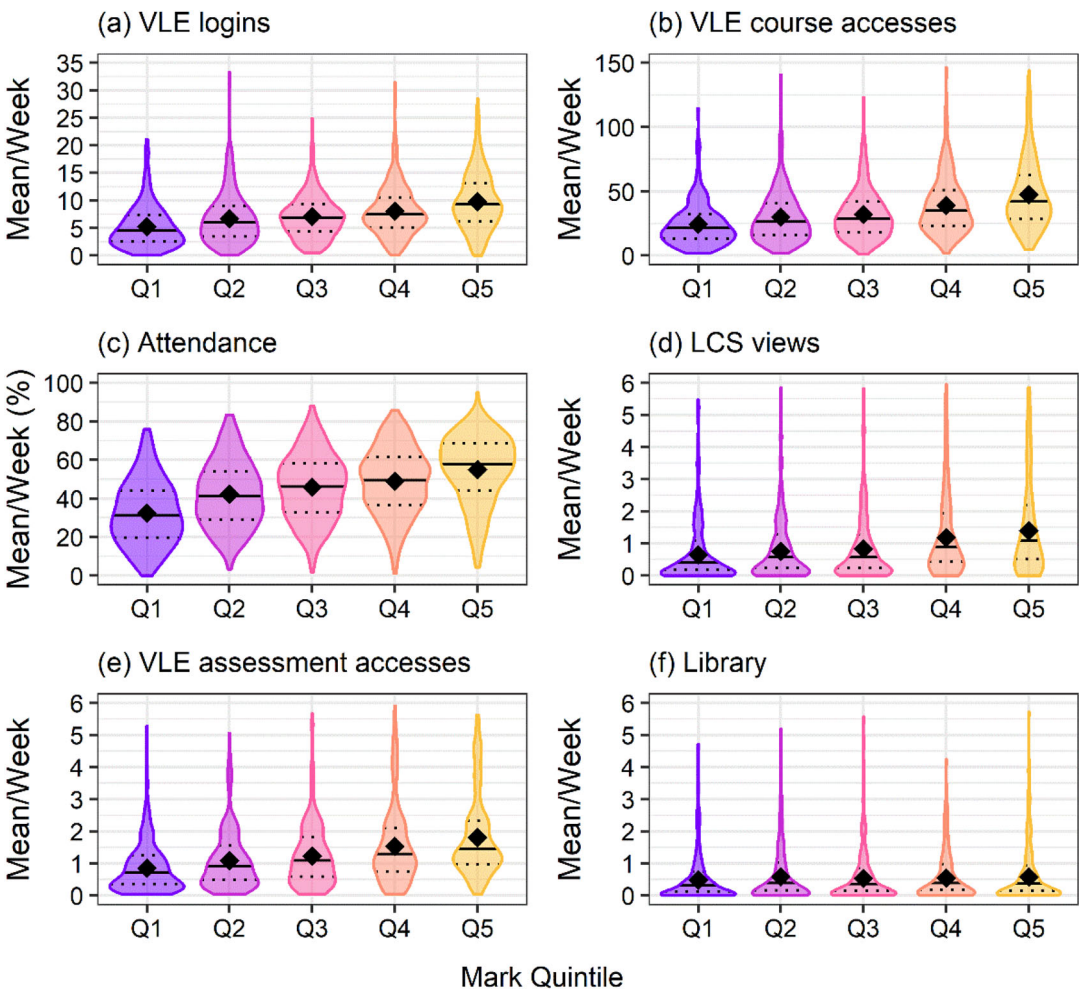 (a) VLE logins
Mean/Week
35
30
25
20
15
10
5
0
Q1 Q2 Q3 Q4 Q5
(b) VLE course accesses
Mean/Week
150
100
50
0
Q1 Q2 Q3 Q4 Q5
(c) Attendance
Mean/Week (%)
100
80
60
40
20
0
Q1 Q2 Q3 Q4 Q5
(d) LCS views
Mean/Week
6
5
4
3
2
1
0
Q1 Q2 Q3 Q4 Q5
(e) VLE assessment accesses
Mean/Week
6
5
4
3
2
1
0
Q1 Q2 Q3 Q4 Q5
(f) Library
Mean/Week
6
5
4
3
2
1
0
Q1 Q2 Q3 Q4 Q5
Mark Quintile